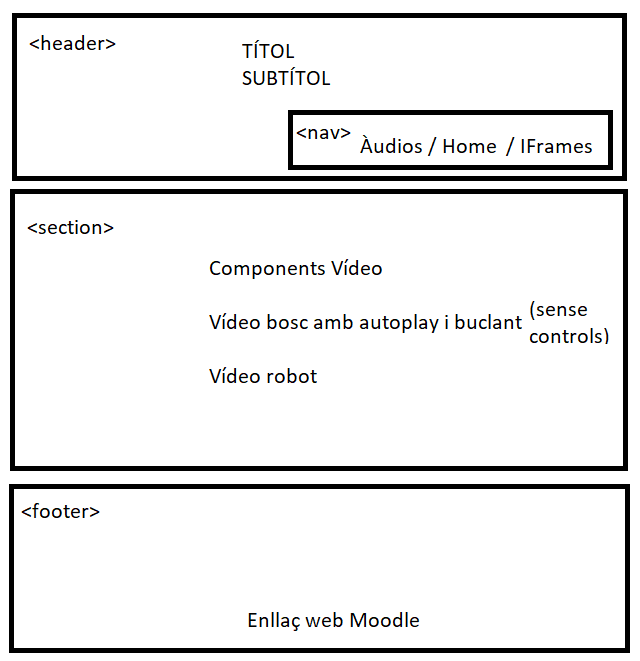 <header>
TÍTOL
SUBTÍTOL
<nav> Àudios / Home / IFrames
<section>
Components Vídeo
Vídeo bosc amb autoplay i buclant (sense
controls)
Vídeo robot
<footer>
Enllaç web Moodle